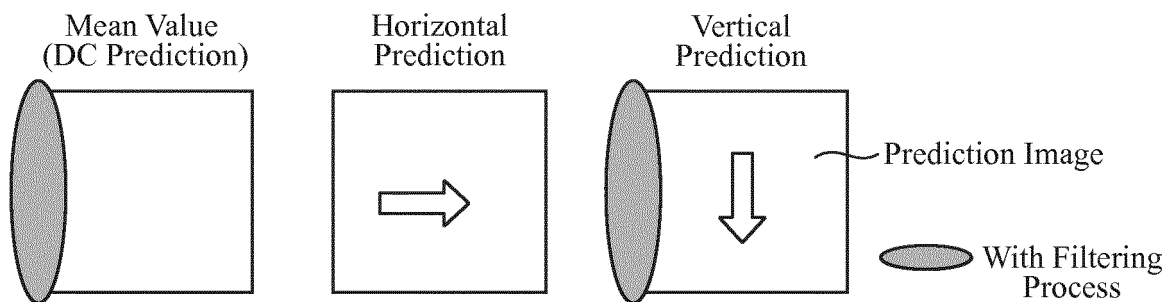 Mean Value
(DC Prediction)
Horizontal
Prediction
Vertical
Prediction
Prediction Image
With Filtering
Process